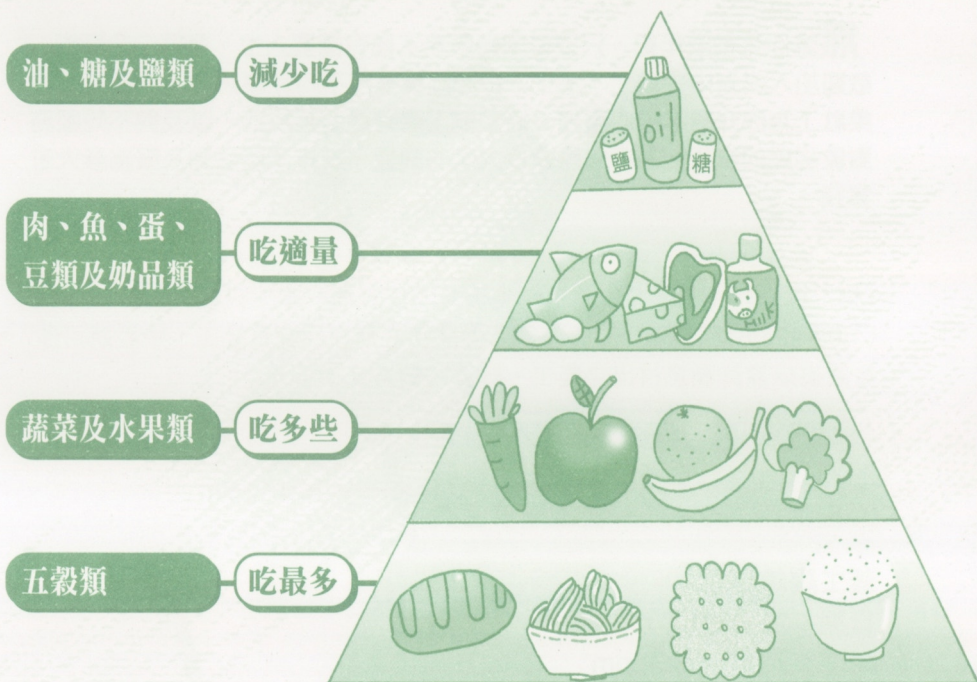 油、糖及鹽類
減少吃
oil
鹽
糖
肉、魚、蛋、
豆類及奶品類
吃適量
MilK
蔬菜及水果類
吃多些
五穀類
吃最多